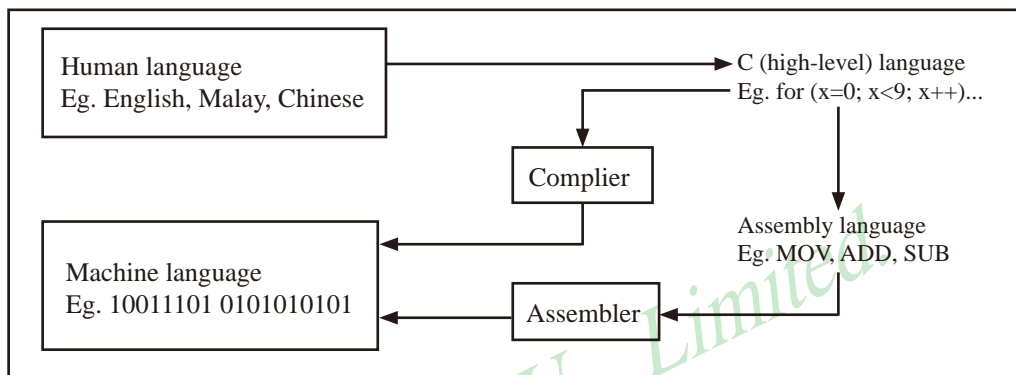 Human language
Eg. English, Malay, Chinese
C (high-level) language
Eg. for (x=0; x<9; x++)...
Complier
Assembly language
Eg. MOV, ADD, SUB
Machine language
Eg. 10011101 0101010101
Assembler
Limited.